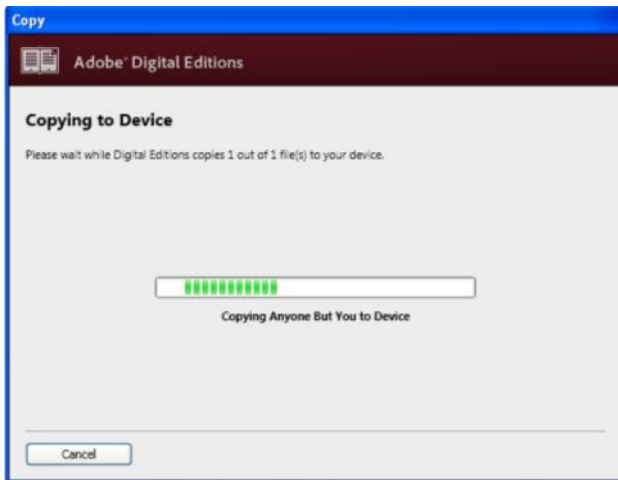 Copy
Adobe® Digital Editions
Copying to Device
Please wait while Digital Editions copies 1 out of 1 file(s) to your device.
Copying Anyone But You to Device
Cancel